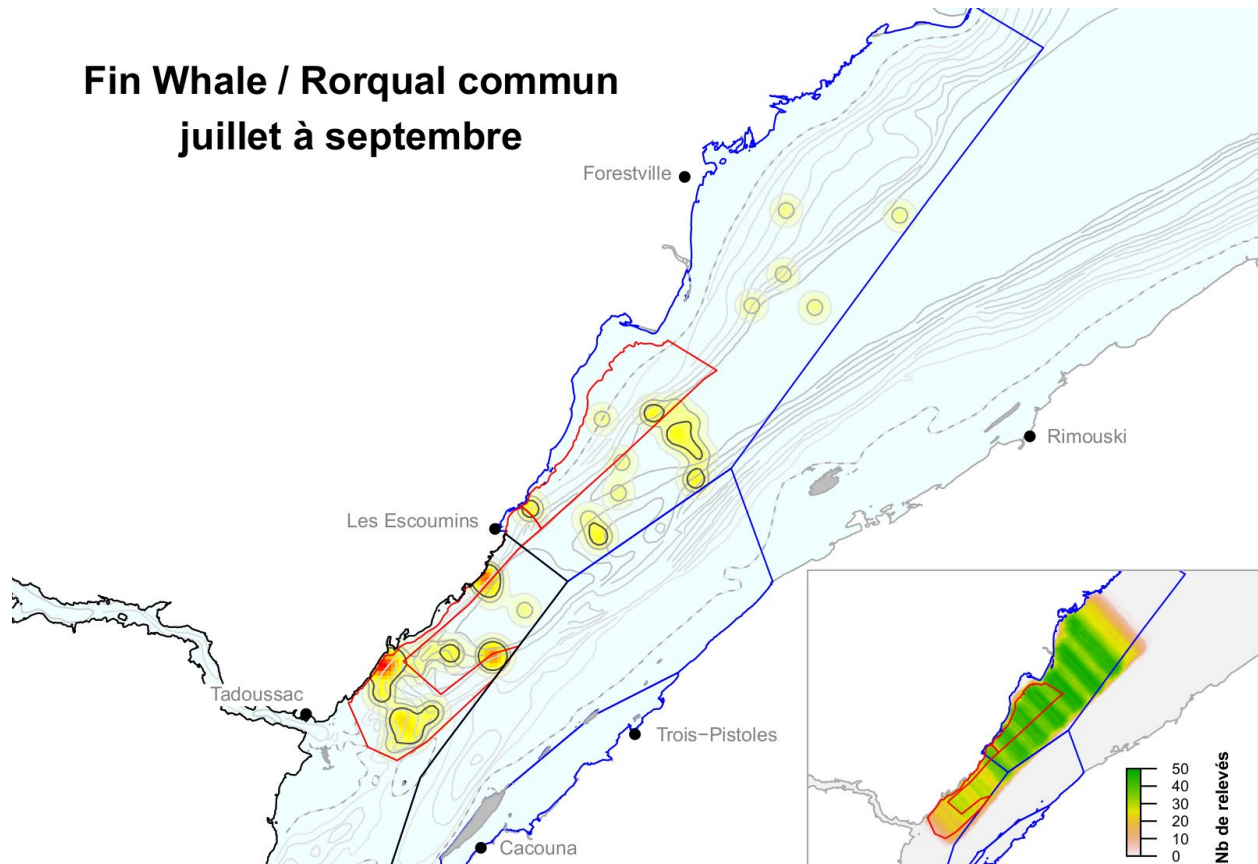 Fin Whale / Rorqual commun
juillet à septembre
Forestville
Rimouski
Les Escoumins
Tadoussac
Trois−Pistoles
Cacouna
50
40
30
20
10
0
Nb de relevés